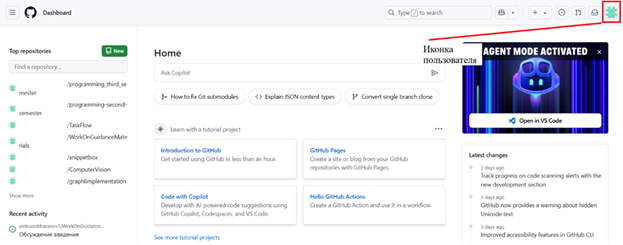 Dashboard
Type / to search
Иконка
пользователя
Top repositories
New
Find a repository...
/programming_third_se
mester
/programming-second-
semester
/TaskFlow
/WorkOnGuidanceMate
rials
/snippetbox
/ComputerVision
/graphImplementation
Show more
Recent activity
aleksandrbaranov1/WorkOnGuidance...
Обсуждение введения
Home
Ask Copilot
How to fix Git submodules
Explain JSON content types
Convert single branch clone
Learn with a tutorial project
Introduction to GitHub
Get started using GitHub in less than an hour.
GitHub Pages
Create a site or blog from your GitHub
repositories with GitHub Pages.
Code with Copilot
Develop with AI-powered code suggestions using
GitHub Copilot, Codespaces, and VS Code.
Hello GitHub Actions
Create a GitHub Action and use it in a workflow.
See more tutorial projects
AGENT MODE ACTIVATED
Open in VS Code
Latest changes
2 days ago
Track progress on code scanning alerts with the
new development section
3 days ago
GitHub now provides a warning about hidden
Unicode text
3 days ago
Improved accessibility features in GitHub CLI